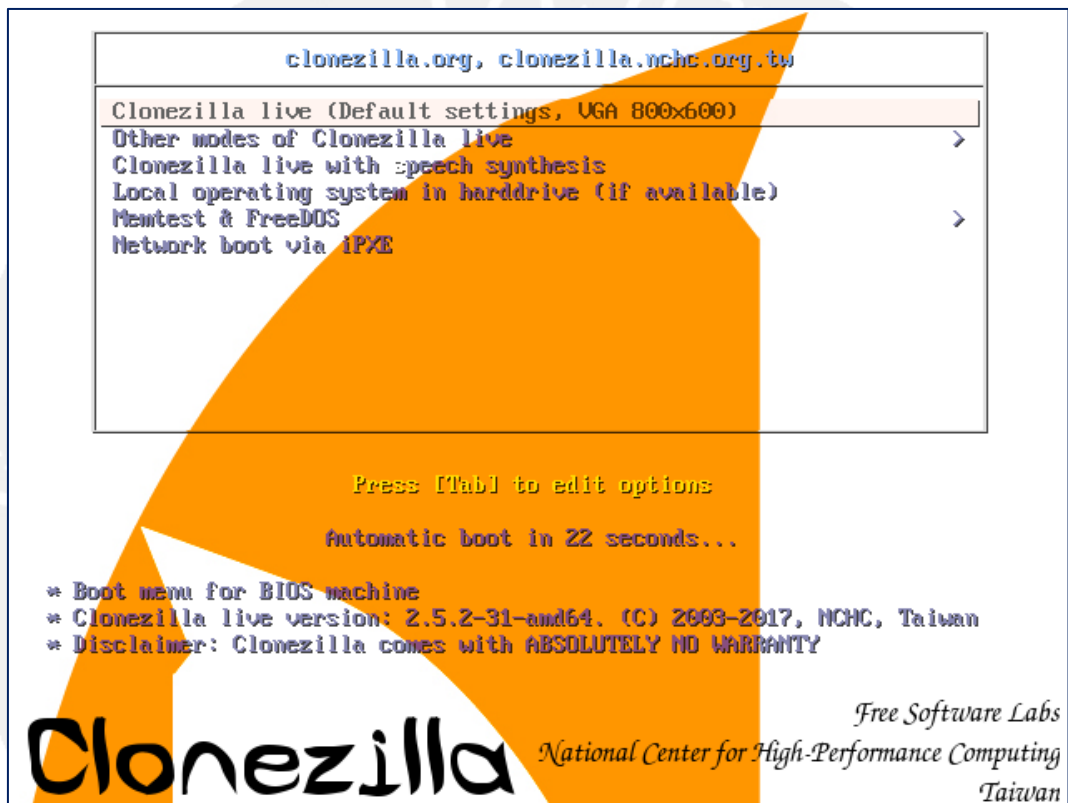 clonezilla.org, clonezilla.nchc.org.tw
Clonezilla live (Default settings, VGA 800x600)
Other modes of Clonezilla live >
Clonezilla live with speech synthesis
Local operating system in harddrive (if available)
Memtest & FreeDOS >
Network boot via iPXE
Press [Tab] to edit options
Automatic boot in 22 seconds...
* Boot menu for BIOS machine
* Clonezilla live version: 2.5.2-31-amd64. (C) 2003-2017, NCHC, Taiwan
* Disclaimer: Clonezilla comes with ABSOLUTELY NO WARRANTY
Clonezilla
Free Software Labs
National Center for High-Performance Computing
Taiwan